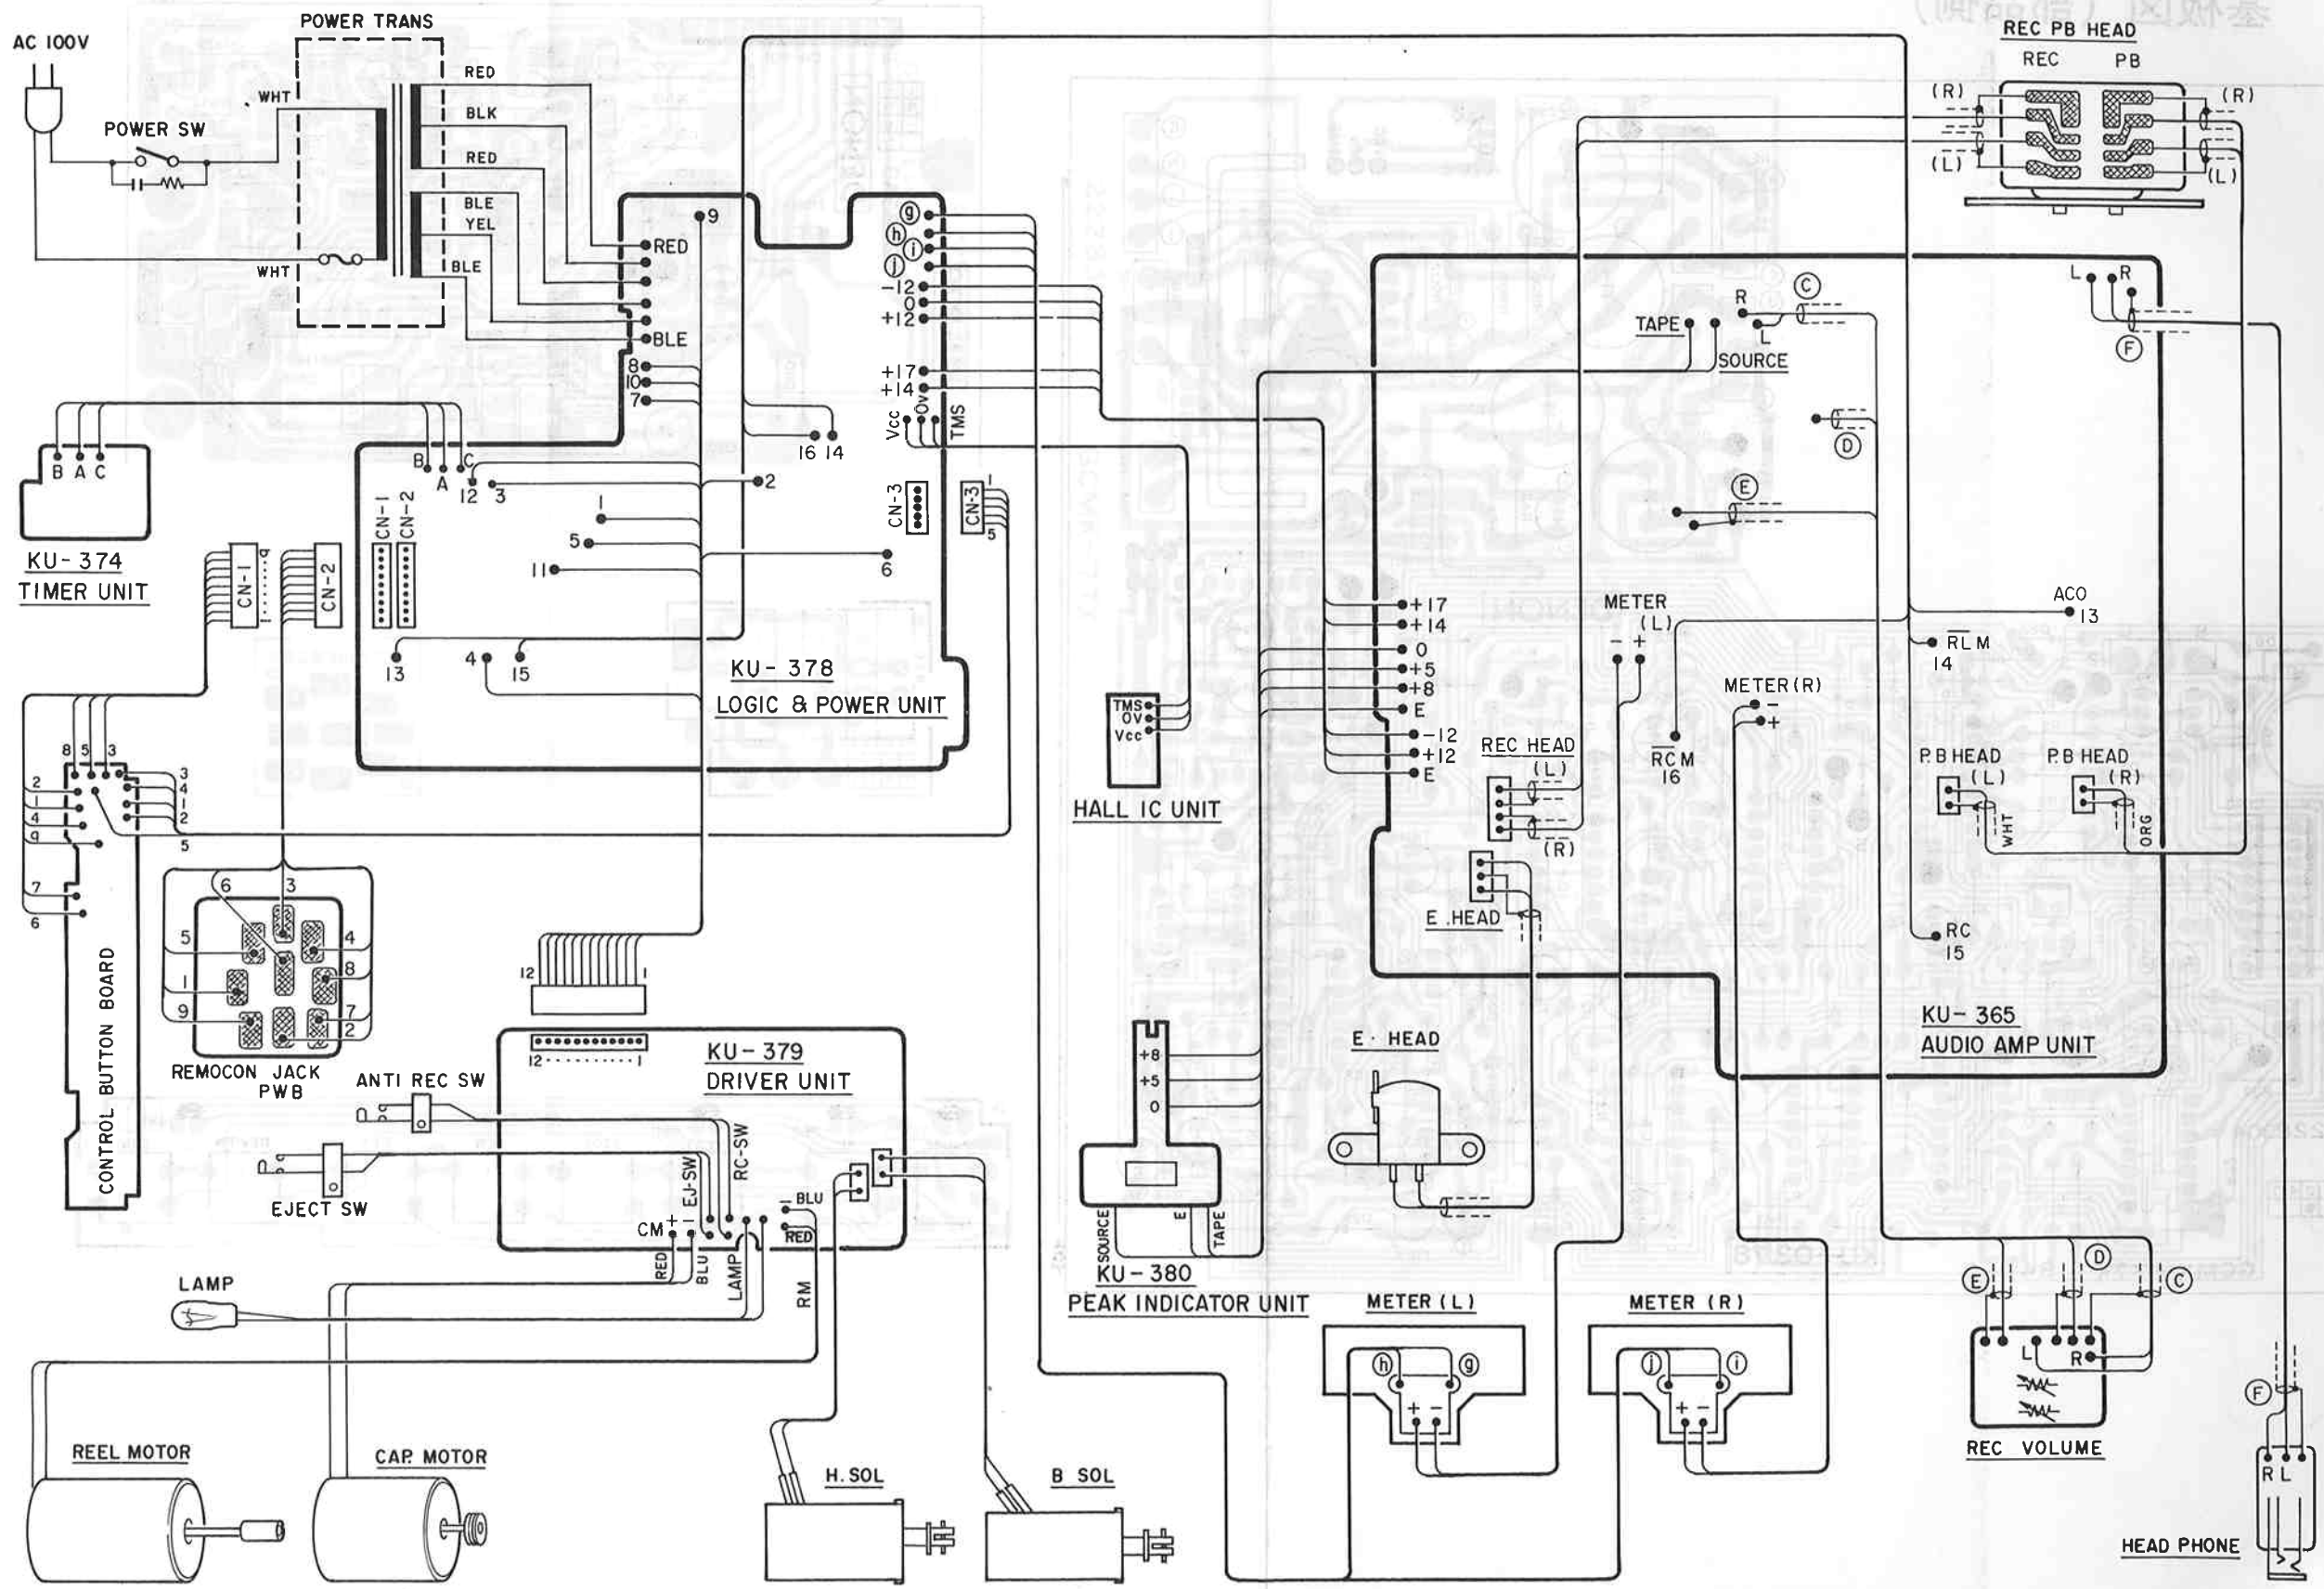 AC 100V
POWER TRANS
POWER SW
WHT
WHT
RED
BLK
RED
BLE
YEL
BLE
RED
BLE
9
8
10
7
g
h
i
j
-12
0
+12
+17
+14
Vcc
0V
TMS
16 14
B A C
KU-374
TIMER UNIT
B
A
C
12 3
2
1
5
11
6
CN-1
CN-2
CN-1
CN-2
9
1
CN-3
CN-3
1
5
13
4
15
KU-378
LOGIC & POWER UNIT
8 5 3
2
1
4
9
7
6
3
4
1
2
5
CONTROL BUTTON BOARD
6
3
5
4
1
8
9
7
2
REMOCON JACK
PWB
12
1
12 - - - - - - - - 1
KU-379
DRIVER UNIT
ANTI REC SW
EJECT SW
EJ-SW
RC-SW
CM + -
RED
BLU
LAMP
- BLU
RED
RM
LAMP
REEL MOTOR
CAP. MOTOR
H.SOL
B SOL
TMS
0V
Vcc
HALL IC UNIT
+8
+5
0
SOURCE
E
TAPE
KU-380
PEAK INDICATOR UNIT
E. HEAD
METER (L)
h
g
+ -
METER (R)
j
i
+ -
REC PB HEAD
REC PB
(R)
(L)
(R)
(L)
TAPE
SOURCE
R
L
C
D
E
L R
F
+17
+14
0
+5
+8
E
-12
+12
E
METER
(L)
- +
METER(R)
-
+
RCM
16
ACO
13
RLM
14
REC HEAD
(L)
(R)
E.HEAD
P.B HEAD
(L)
WHT
P.B HEAD
(R)
ORG
RC
15
KU-365
AUDIO AMP UNIT
E
D
C
L
R
REC VOLUME
F
R L
HEAD PHONE